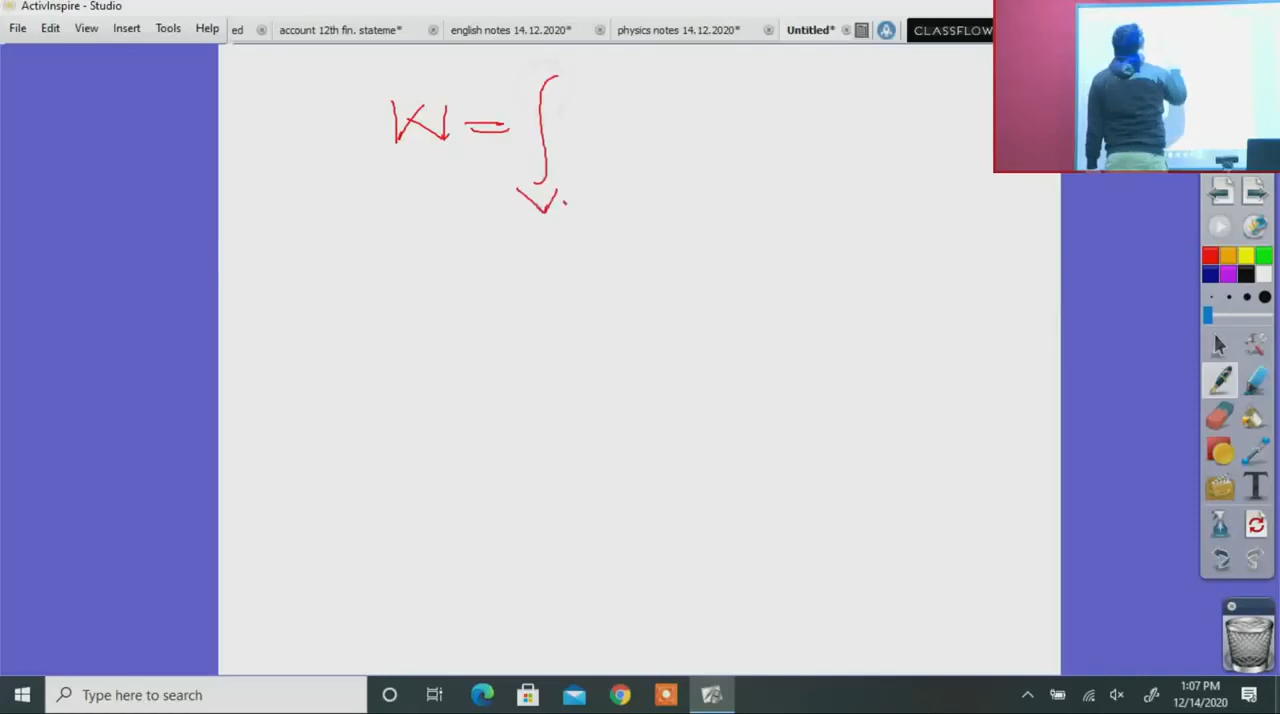 ActivInspire - Studio
File Edit View Insert Tools Help ed account 12th fin. stateme* english notes 14.12.2020* physics notes 14.12.2020* Untitled* CLASSFLOW
=∫
V
T
Type here to search
1:07 PM
12/14/2020